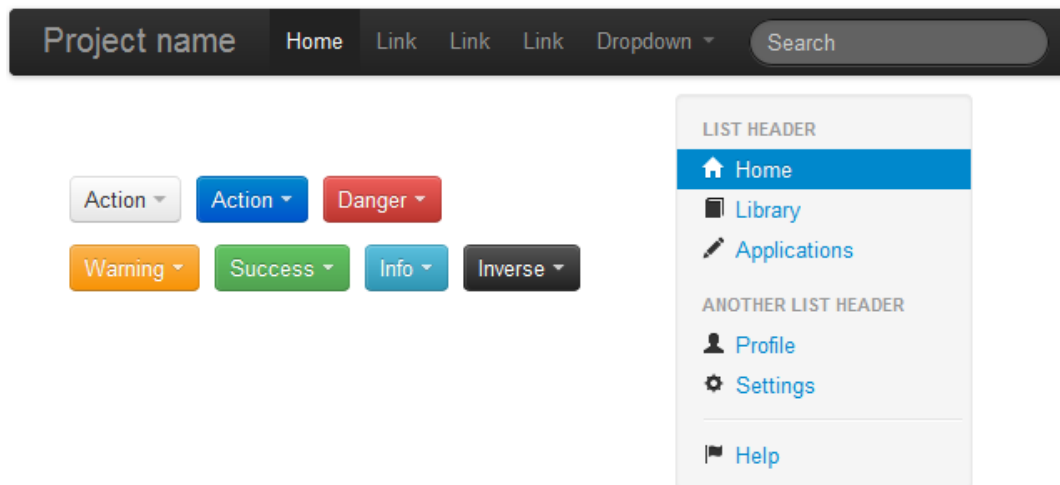 Project name Home Link Link Link Dropdown Search
Action Action Danger
Warning Success Info Inverse
LIST HEADER
Home
Library
Applications
ANOTHER LIST HEADER
Profile
Settings
Help